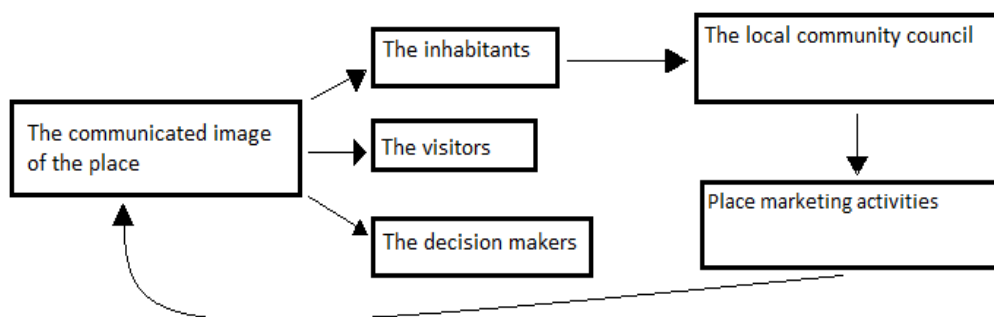 The communicated image
of the place
The inhabitants
The visitors
The decision makers
The local community council
Place marketing activities